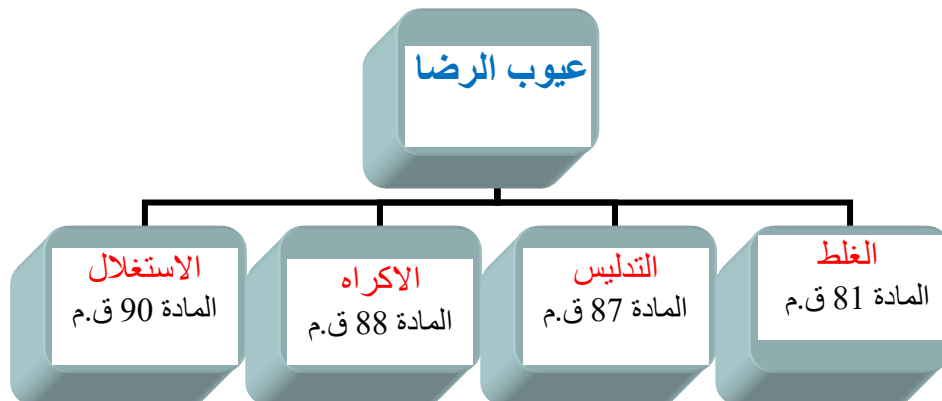 عيوب الرضا
الغلط
المادة 81 ق.م
التدليس
المادة 87 ق.م
الاكراه
المادة 88 ق.م
الاستغلال
المادة 90 ق.م